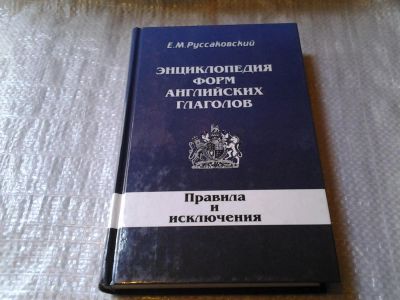 Е.М.Руссаковский
ЭНЦИКЛОПЕДИЯ
ФОРМ
АНГЛИЙСКИХ
ГЛАГОЛОВ
Правила
и
исключения